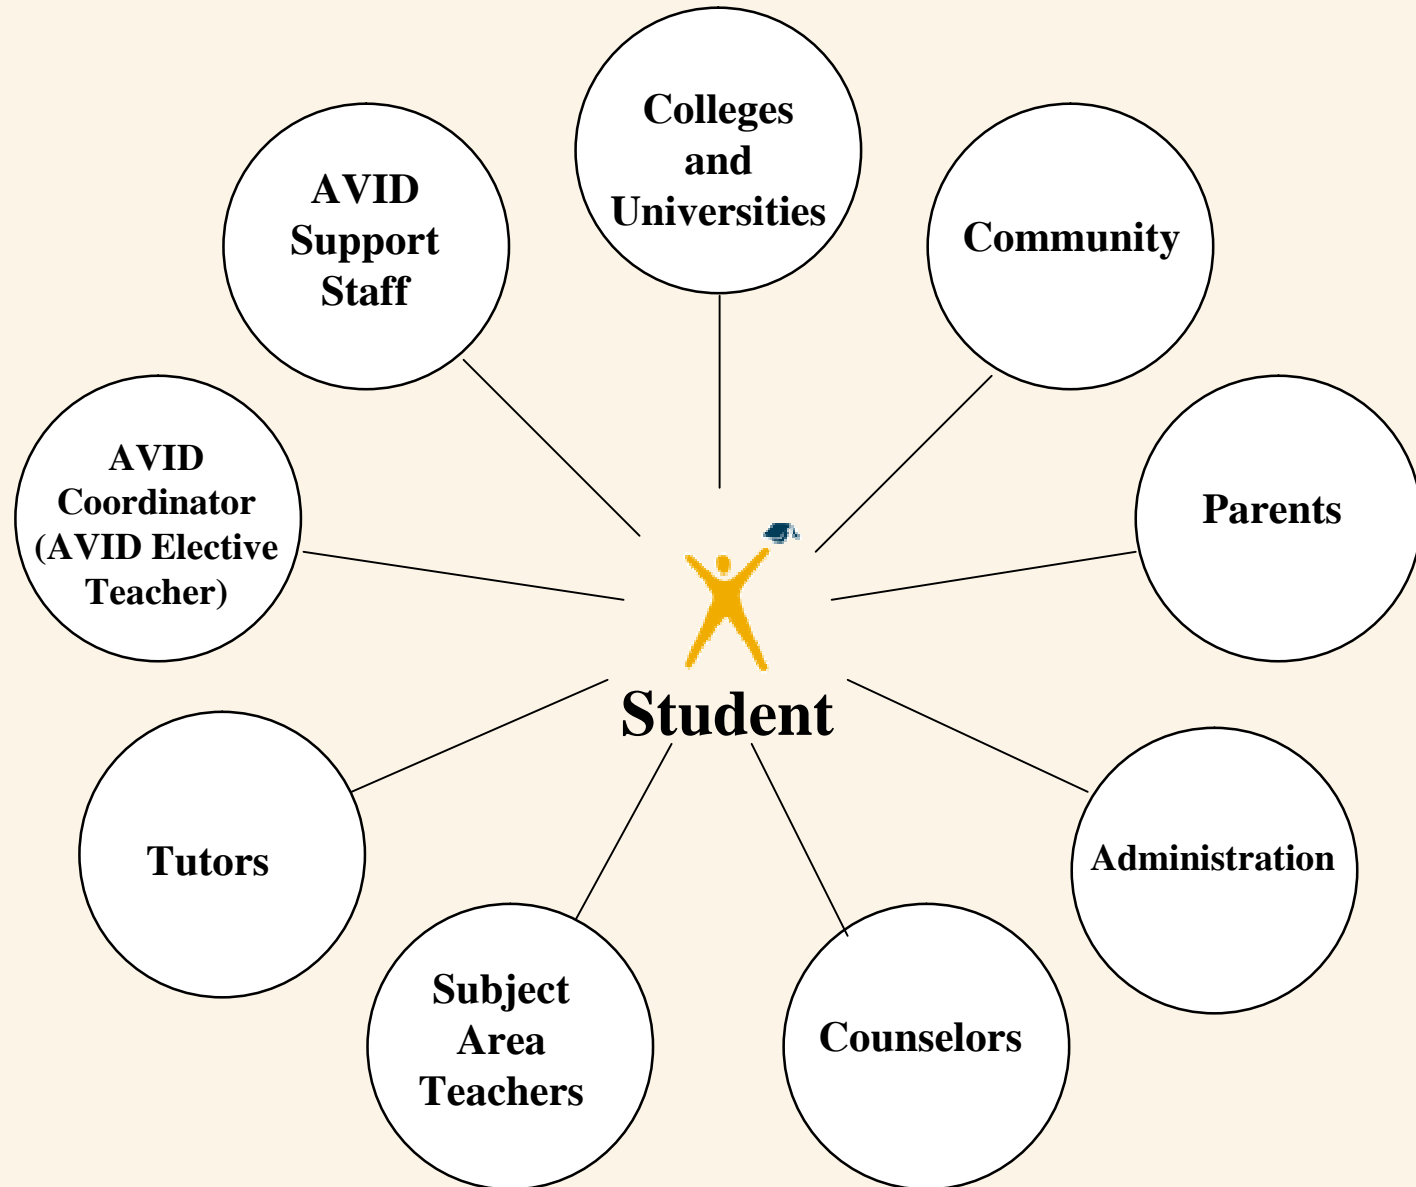 Colleges
and
Universities
AVID
Support
Staff
Community
AVID
Coordinator
(AVID Elective
Teacher)
Parents
Student
Tutors
Administration
Subject
Area
Teachers
Counselors